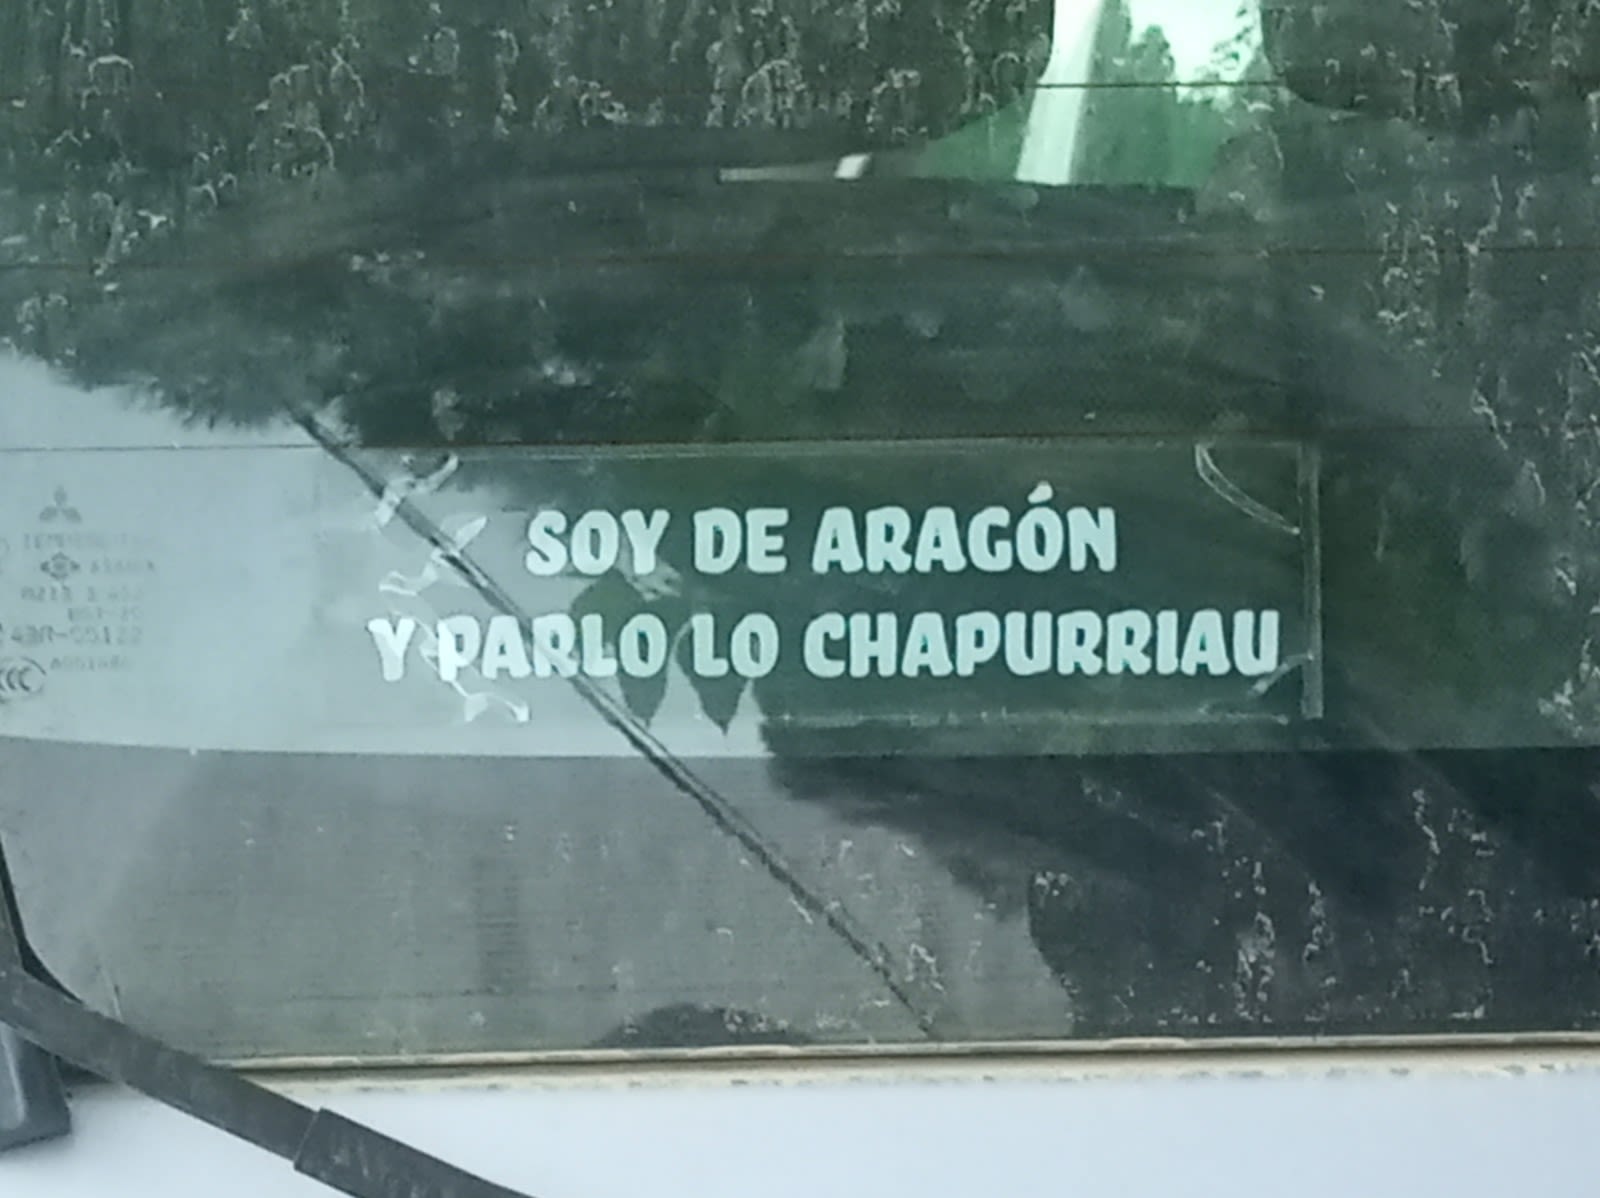 SOY DE ARAGÓN
Y PARLO LO CHAPURRIAU